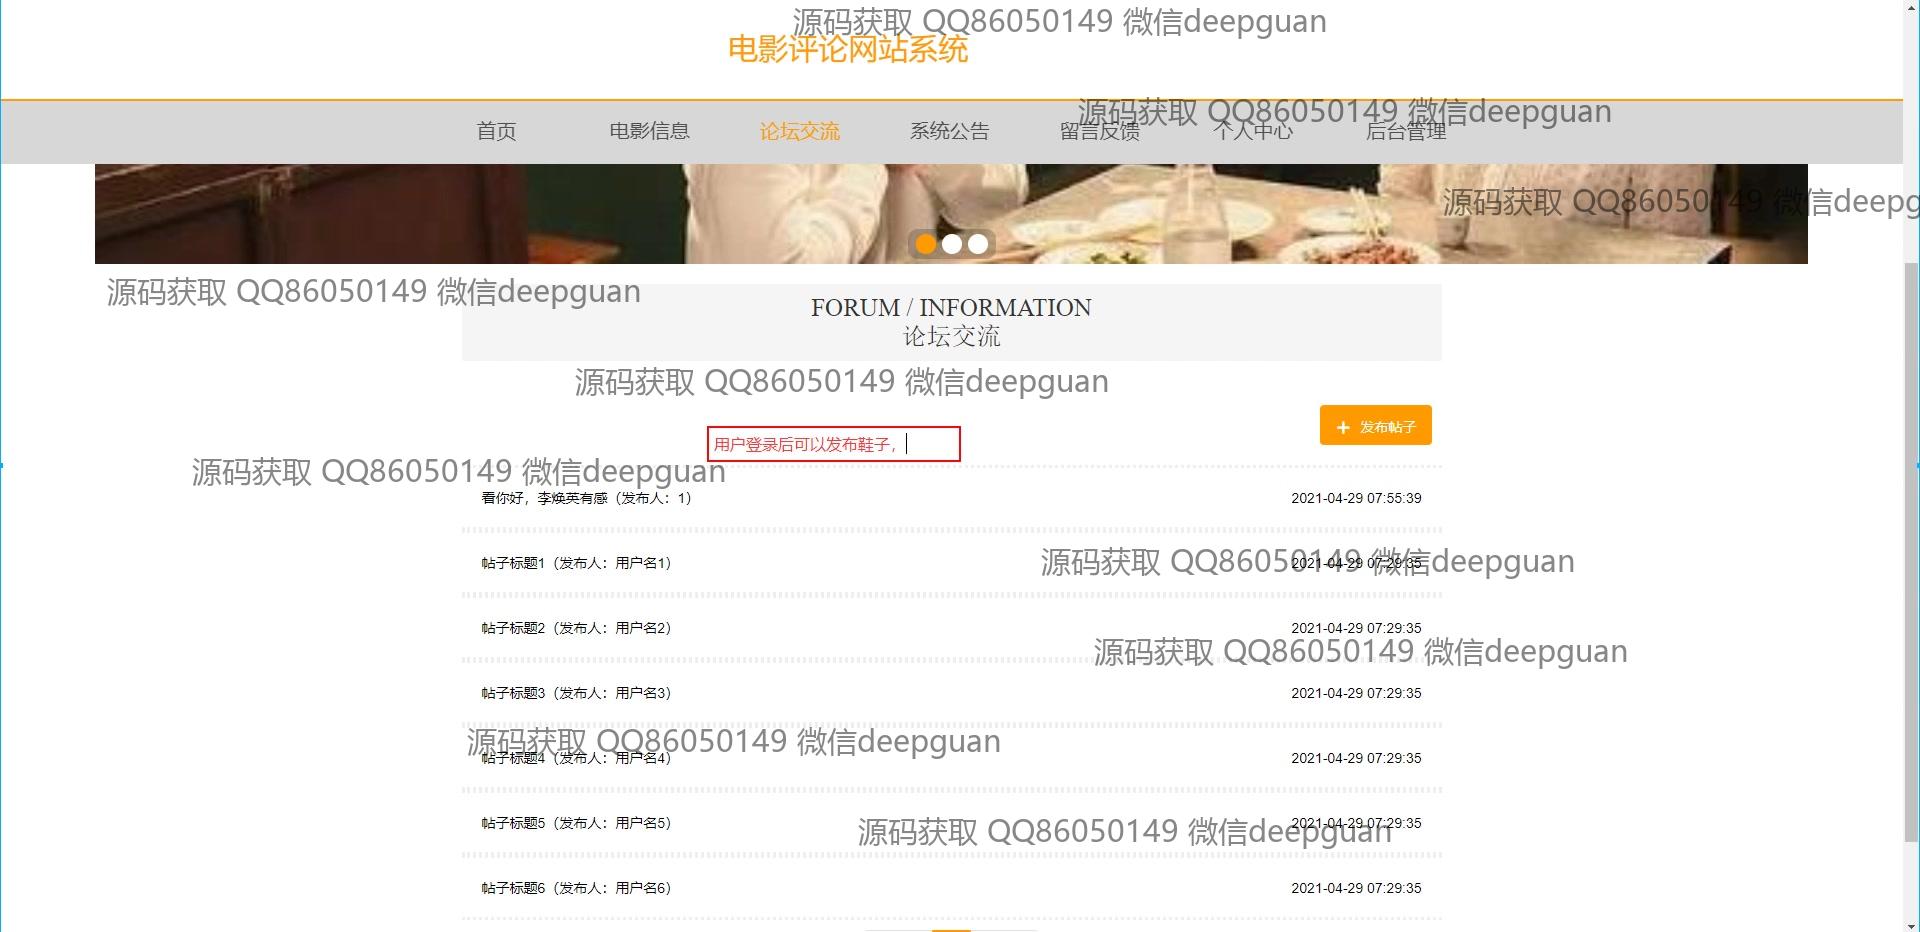 源码获取 QQ86050149 微信deepguan
电影评论网站系统
源码获取 QQ86050149 微信deepguan
首页 电影信息 论坛交流 系统公告 留言反馈 个人中心 后台管理
源码获取 QQ86050149 微信deepg
源码获取 QQ86050149 微信deepguan
FORUM / INFORMATION
论坛交流
源码获取 QQ86050149 微信deepguan
+ 发布帖子
用户登录后可以发布鞋子，
源码获取 QQ86050149 微信deepguan
看你好，李焕英有感（发布人：1） 2021-04-29 07:55:39
源码获取 QQ86050149 微信deepguan
帖子标题1（发布人：用户名1） 2021-04-29 07:29:35
帖子标题2（发布人：用户名2） 2021-04-29 07:29:35
源码获取 QQ86050149 微信deepguan
帖子标题3（发布人：用户名3） 2021-04-29 07:29:35
源码获取 QQ86050149 微信deepguan
帖子标题4（发布人：用户名4） 2021-04-29 07:29:35
帖子标题5（发布人：用户名5） 2021-04-29 07:29:35
源码获取 QQ86050149 微信deepguan
帖子标题6（发布人：用户名6） 2021-04-29 07:29:35